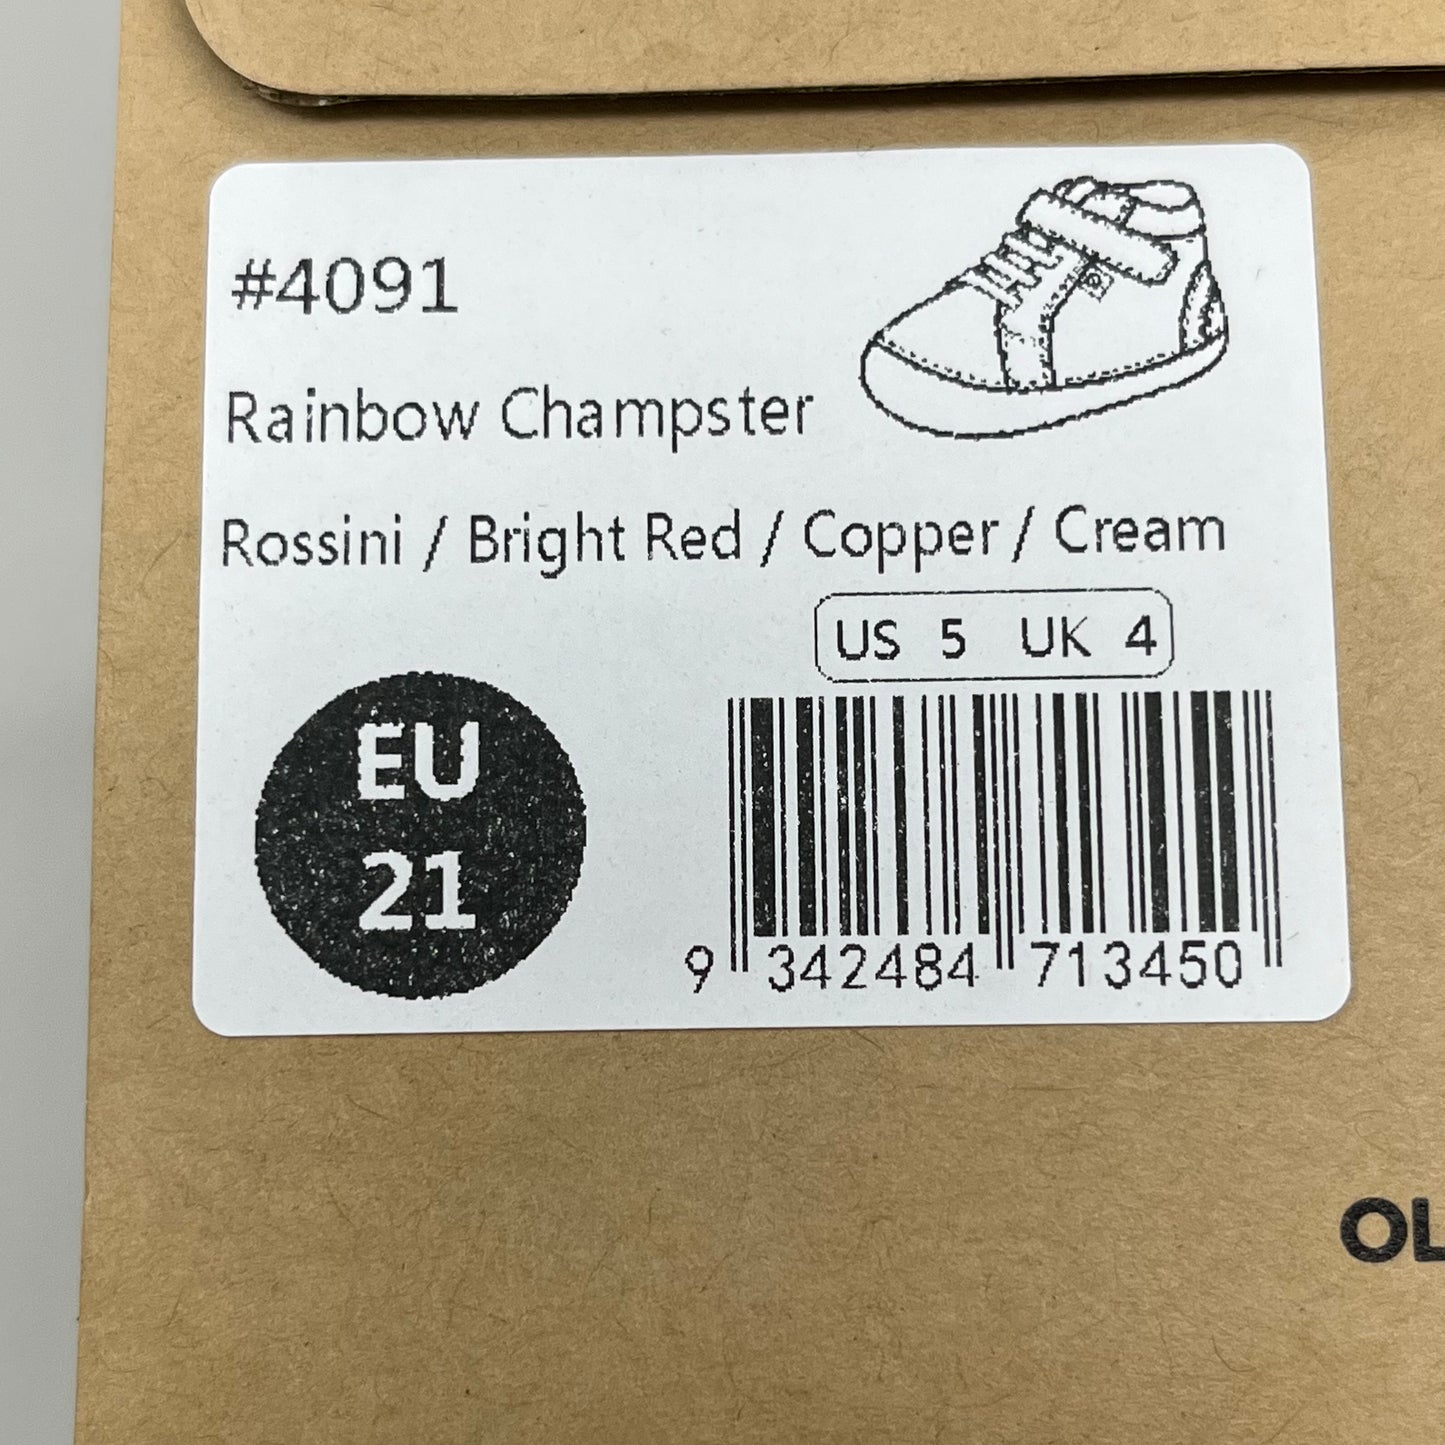 #4091
Rainbow Champster
Rossini / Bright Red / Copper / Cream
US 5 UK 4
EU
21
9 342484 713450
OL